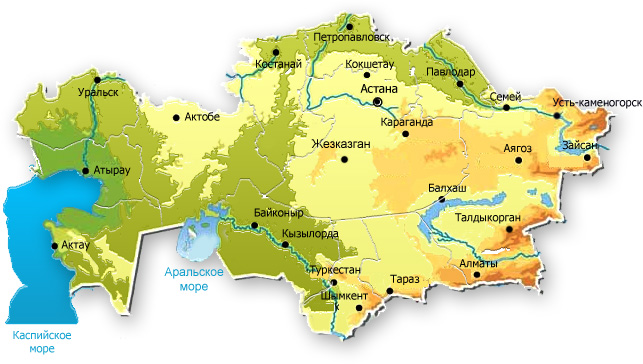 Петропавловск
Костанай
Кокшетау
Павлодар
Уральск
Астана
Семей
Усть-каменогорск
Актобе
Караганда
Жезказган
Аягоз
Зайсан
Атырау
Балхаш
Байконыр
Талдыкорган
Кызылорда
Актау
Аральское
море
Туркестан
Тараз
Алматы
Шымкент
Каспийское
море